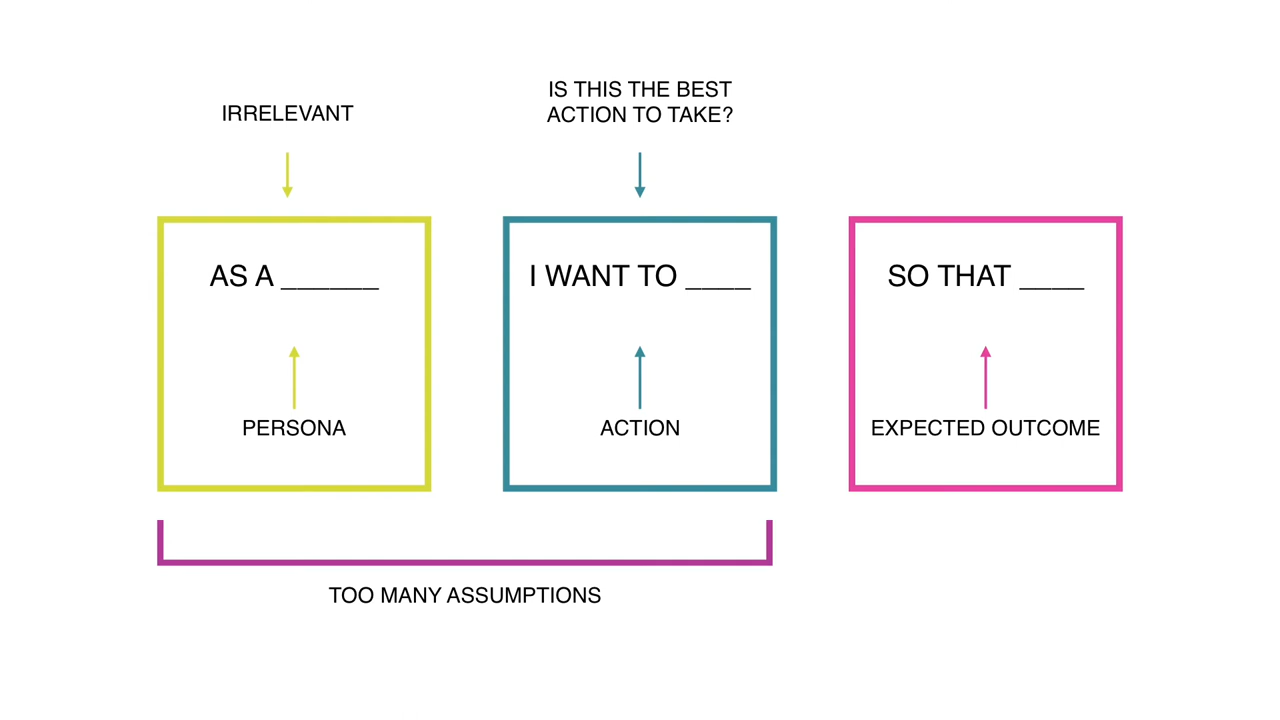 IRRELEVANT
IS THIS THE BEST
ACTION TO TAKE?
AS A ______
I WANT TO ____
SO THAT ____
PERSONA
ACTION
EXPECTED OUTCOME
TOO MANY ASSUMPTIONS